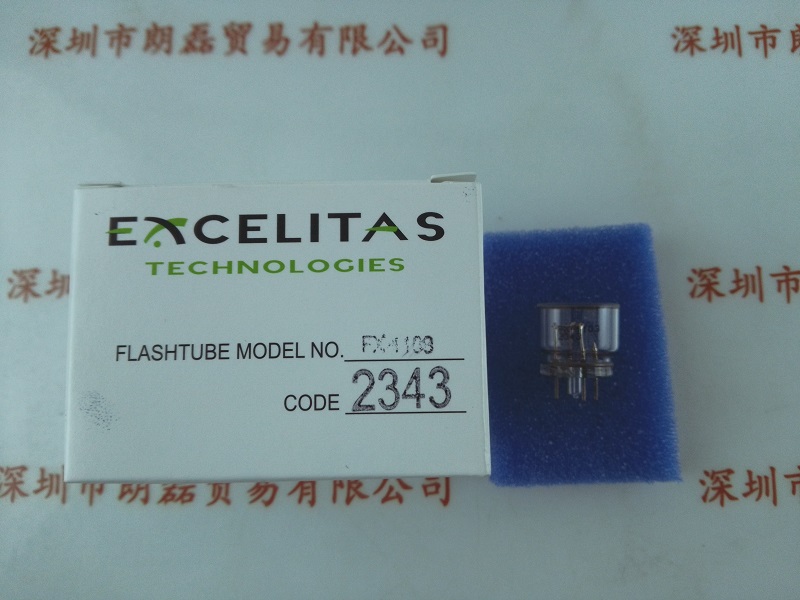 深圳市朗磊贸易有限公司
深圳市朗
EXCELITAS
TECHNOLOGIES
深圳
深圳市
FLASHTUBE MODEL NO.
CODE 2343
深圳市朗磊贸易有限公司
深圳市